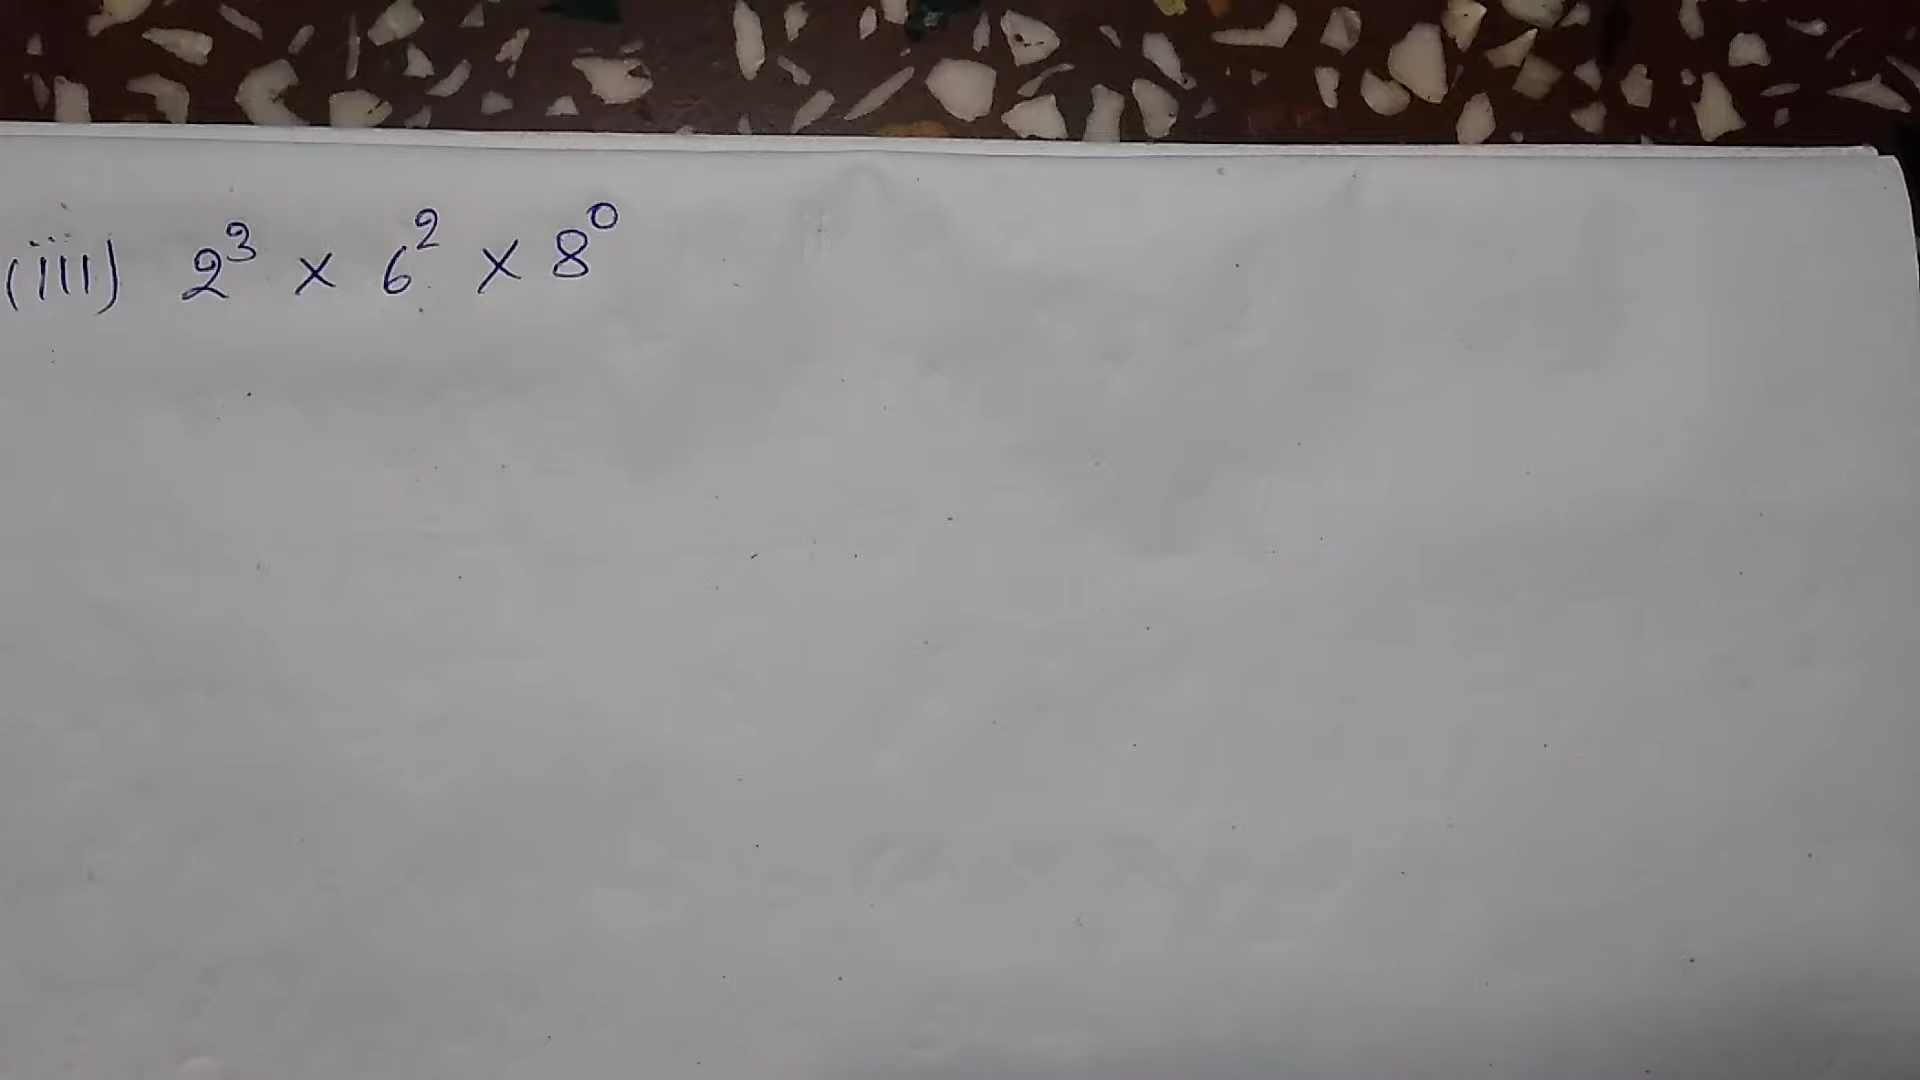 (iii) 2³ × 6² × 8⁰